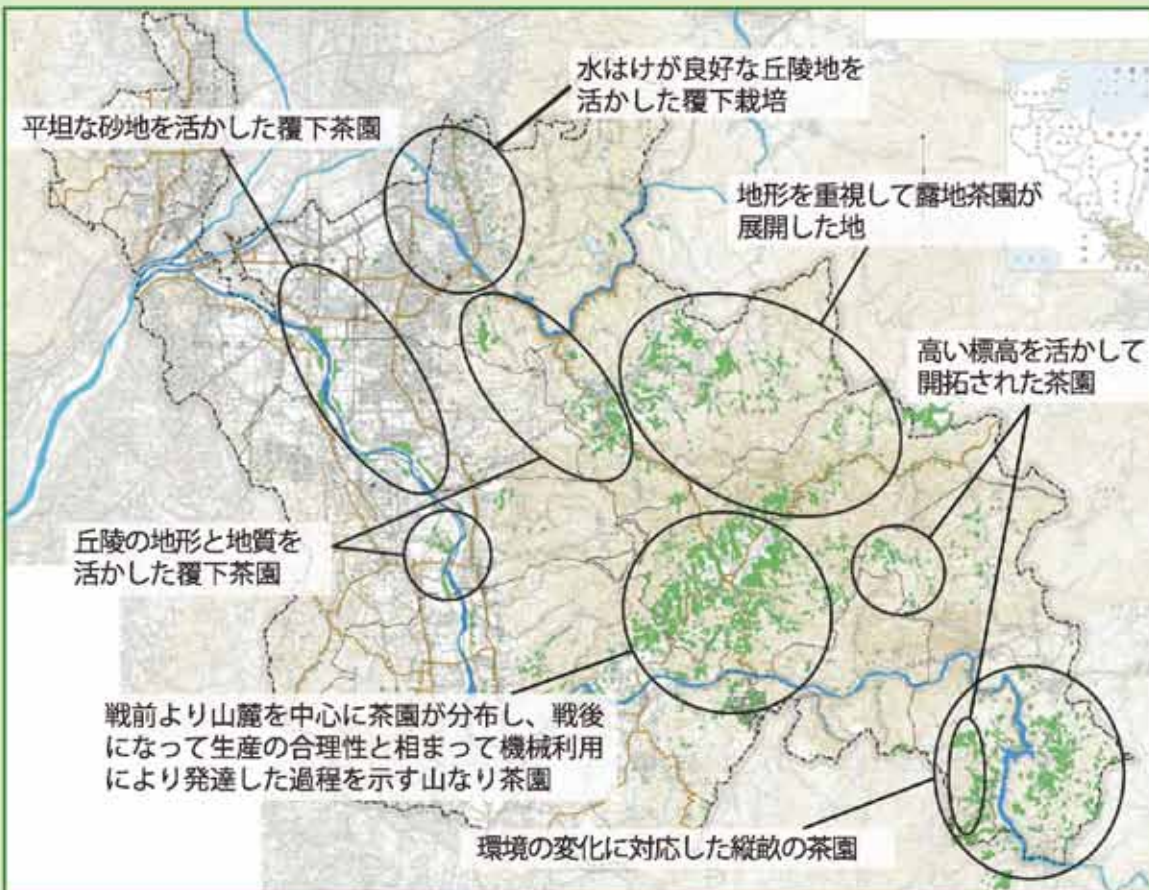 水はけが良好な丘陵地を
活かした覆下栽培
平坦な砂地を活かした覆下茶園
地形を重視して露地茶園が
展開した地
高い標高を活かして
開拓された茶園
丘陵の地形と地質を
活かした覆下茶園
戦前より山麓を中心に茶園が分布し、戦後
になって生産の合理性と相まって機械利用
により発達した過程を示す山なり茶園
環境の変化に対応した縦畝の茶園